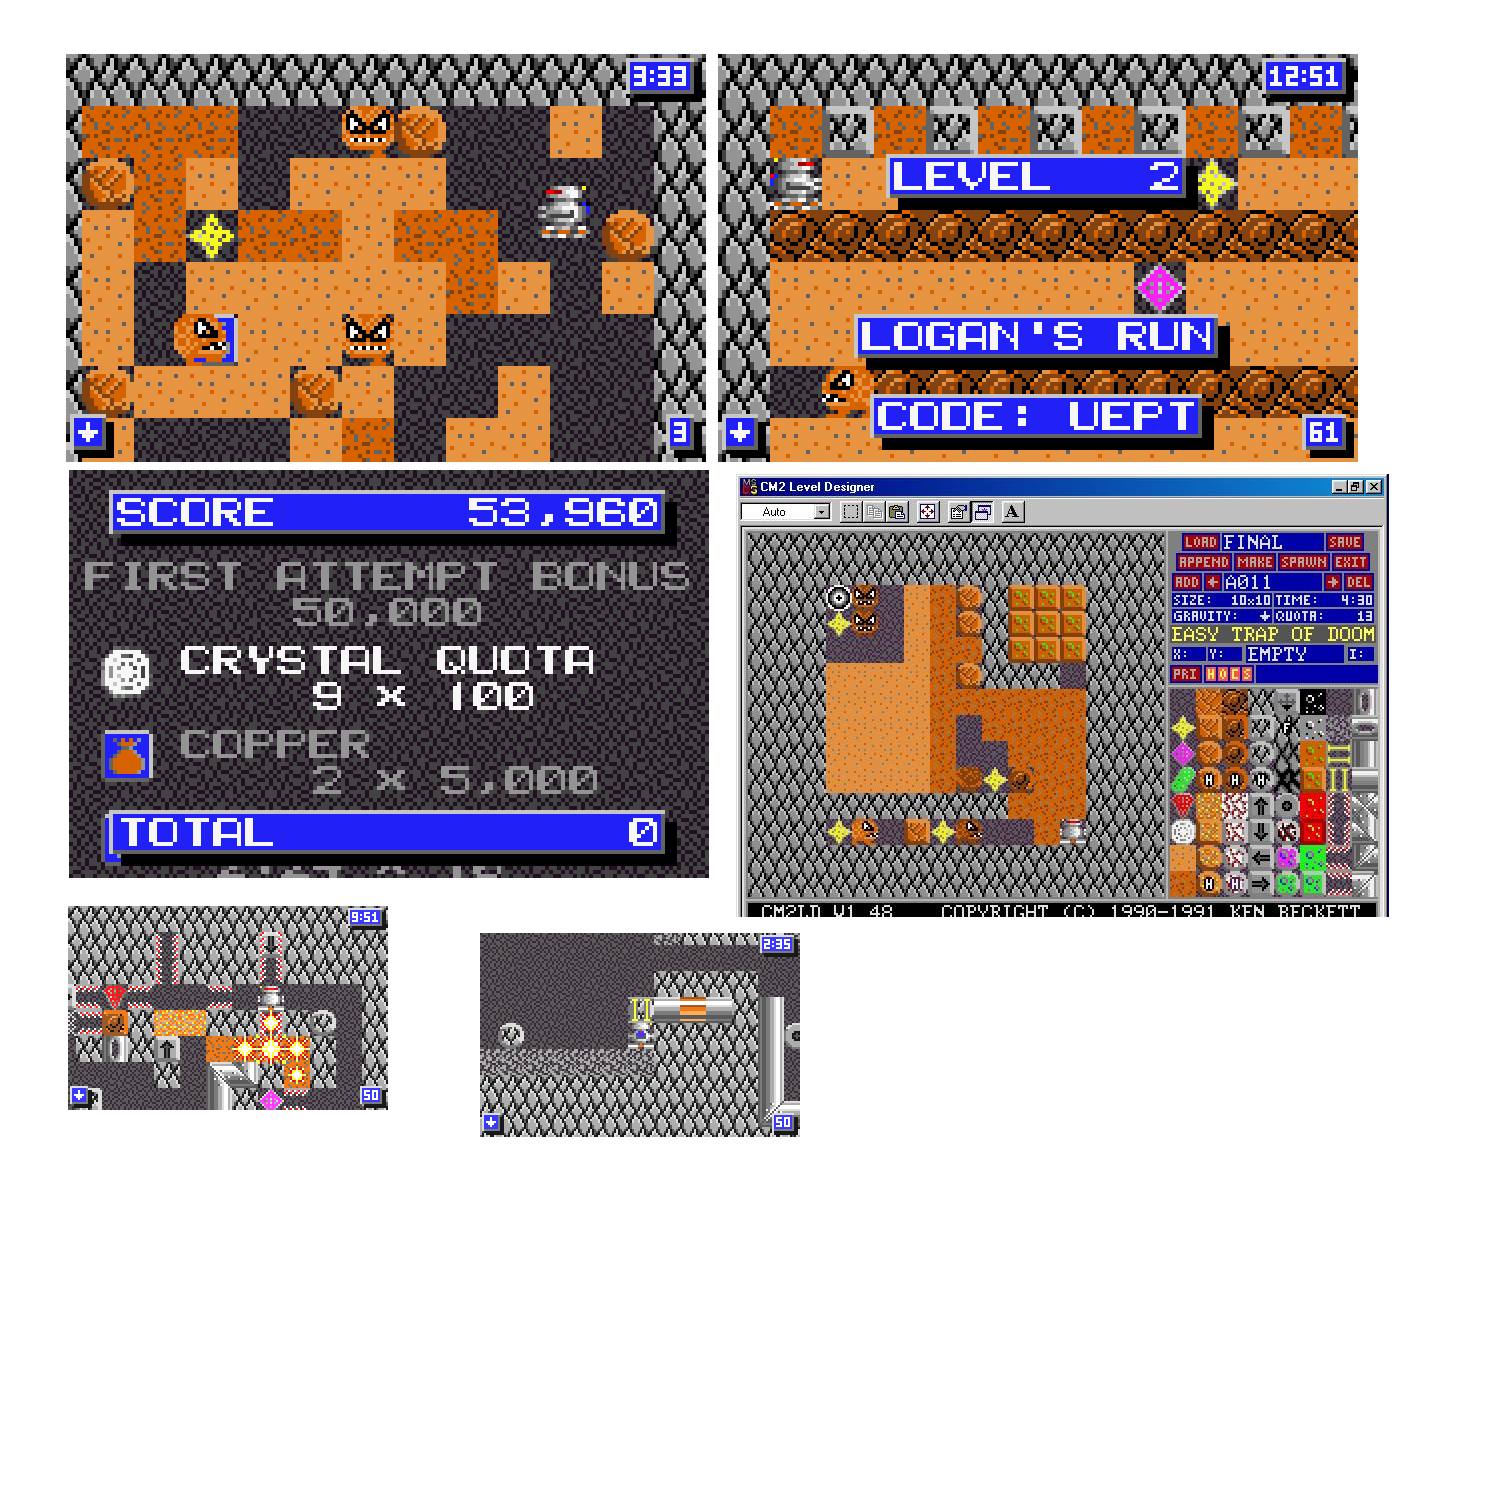 3:33
3
12:51
LEVEL 2
LOGAN'S RUN
CODE: UEPT
61
SCORE 53,960
FIRST ATTEMPT BONUS
50,000
CRYSTAL QUOTA
9 x 100
COPPER
2 x 5,000
TOTAL 0
CM2 Level Designer
Auto
A
LOAD FINAL SAVE
APPEND MAKE SPAWN EXIT
ADD A011 DEL
SIZE: 10x10 TIME: 4:30
GRAVITY: QUOTA: 13
EASY TRAP OF DOOM
X: Y: EMPTY I:
PRI H O C S
CM2LD V1.48 COPYRIGHT (C) 1990-1991 KEN BECKETT
9:51
50
2:35
50